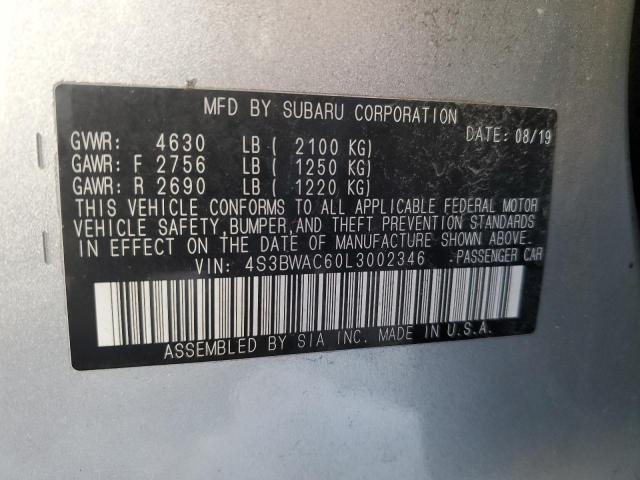 MFD BY SUBARU CORPORATION
DATE: 08/19
GVWR: 4630 LB ( 2100 KG)
GAWR: F 2756 LB ( 1250 KG)
GAWR: R 2690 LB ( 1220 KG)
THIS VEHICLE CONFORMS TO ALL APPLICABLE FEDERAL MOTOR
VEHICLE SAFETY, BUMPER, AND THEFT PREVENTION STANDARDS
IN EFFECT ON THE DATE OF MANUFACTURE SHOWN ABOVE.
VIN: 4S3BWAC60L3002346 PASSENGER CAR
ASSEMBLED BY SIA INC. MADE IN U.S.A.